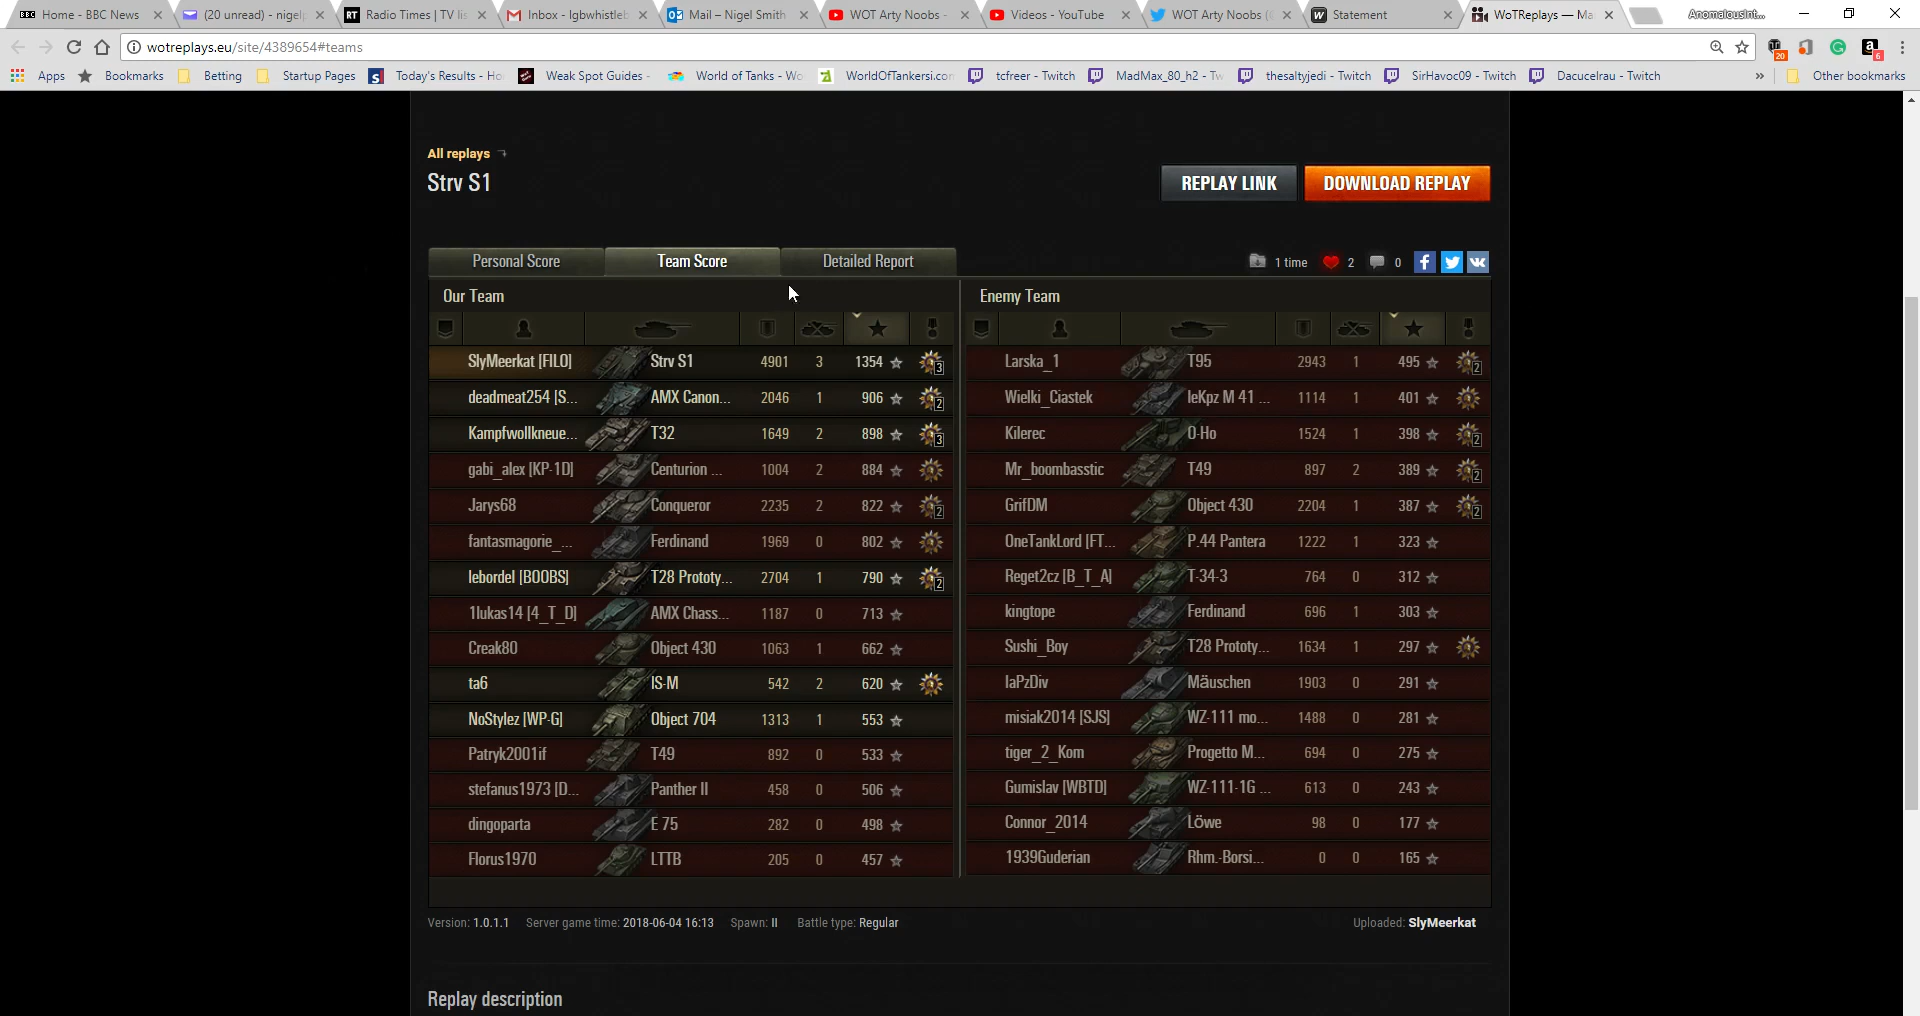 Home - BBC News (20 unread) - nigelp Radio Times | TV lis Inbox - lgbwhistleb Mail – Nigel Smith WOT Arty Noobs - Videos - YouTube WOT Arty Noobs (@ Statement WoTReplays — Ma AnomalousInt...
wotreplays.eu/site/4389654#teams
Apps Bookmarks Betting Startup Pages Today's Results - Ho Weak Spot Guides - World of Tanks - Wo WorldOfTankersi.com tcfreer - Twitch MadMax_80_h2 - Tw thesaltyjedi - Twitch SirHavoc09 - Twitch Dacucelrau - Twitch » Other bookmarks
All replays
Strv S1
REPLAY LINK DOWNLOAD REPLAY
Personal Score Team Score Detailed Report 1 time 2 0
Our Team Enemy Team
SlyMeerkat [FILO] Strv S1 4901 3 1354 3 Larska_1 T95 2943 1 495 2
deadmeat254 [S... AMX Canon... 2046 1 906 2 Wielki_Ciastek leKpz M 41 ... 1114 1 401
Kampfwollkneue... T32 1649 2 898 3 Kilerec O-Ho 1524 1 398 2
gabi_alex [KP-1D] Centurion ... 1004 2 884 Mr_boombasstic T49 897 2 389 2
Jarys68 Conqueror 2235 2 822 2 GrifDM Object 430 2204 1 387 2
fantasmagorie_... Ferdinand 1969 0 802 OneTankLord [FT... P.44 Pantera 1222 1 323
lebordel [BOOBS] T28 Prototy... 2704 1 790 2 Reget2cz [B_T_A] T-34-3 764 0 312
1lukas14 [4_T_D] AMX Chass... 1187 0 713 kingtope Ferdinand 696 1 303
Creak80 Object 430 1063 1 662 Sushi_Boy T28 Prototy... 1634 1 297
ta6 IS-M 542 2 620 laPzDiv Mäuschen 1903 0 291
NoStylez [WP-G] Object 704 1313 1 553 misiak2014 [SJS] WZ-111 mo... 1488 0 281
Patryk2001if T49 892 0 533 tiger_2_Kom Progetto M... 694 0 275
stefanus1973 [D... Panther II 458 0 506 Gumislav [WBTD] WZ-111-1G ... 613 0 243
dingoparta E 75 282 0 498 Connor_2014 Löwe 98 0 177
Florus1970 LTTB 205 0 457 1939Guderian Rhm.-Borsi... 0 0 165
Version: 1.0.1.1 Server game time: 2018-06-04 16:13 Spawn: II Battle type: Regular Uploaded: SlyMeerkat
Replay description